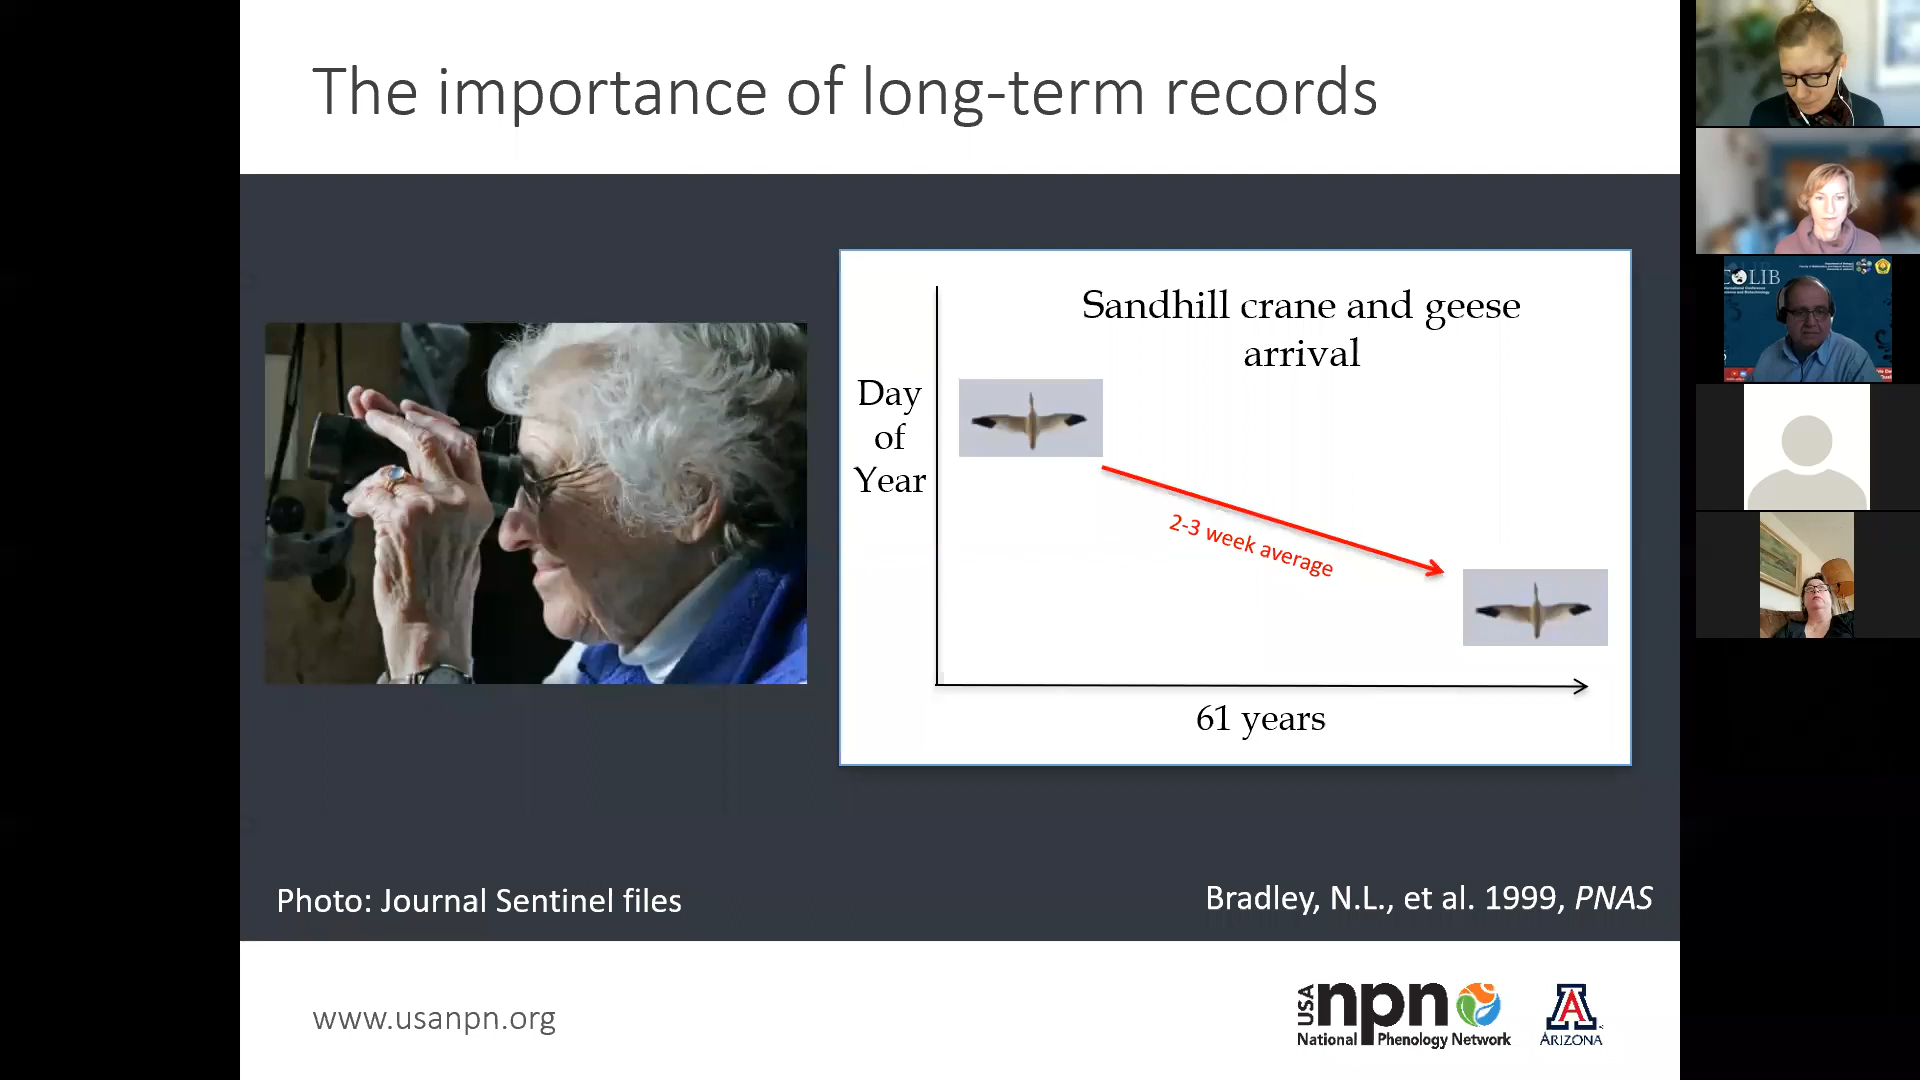 The importance of long-term records
Sandhill crane and geese
arrival
Day
of
Year
2-3 week average
61 years
Photo: Journal Sentinel files
Bradley, N.L., et al. 1999, PNAS
www.usanpn.org
USA npn
National Phenology Network
A
ARIZONA